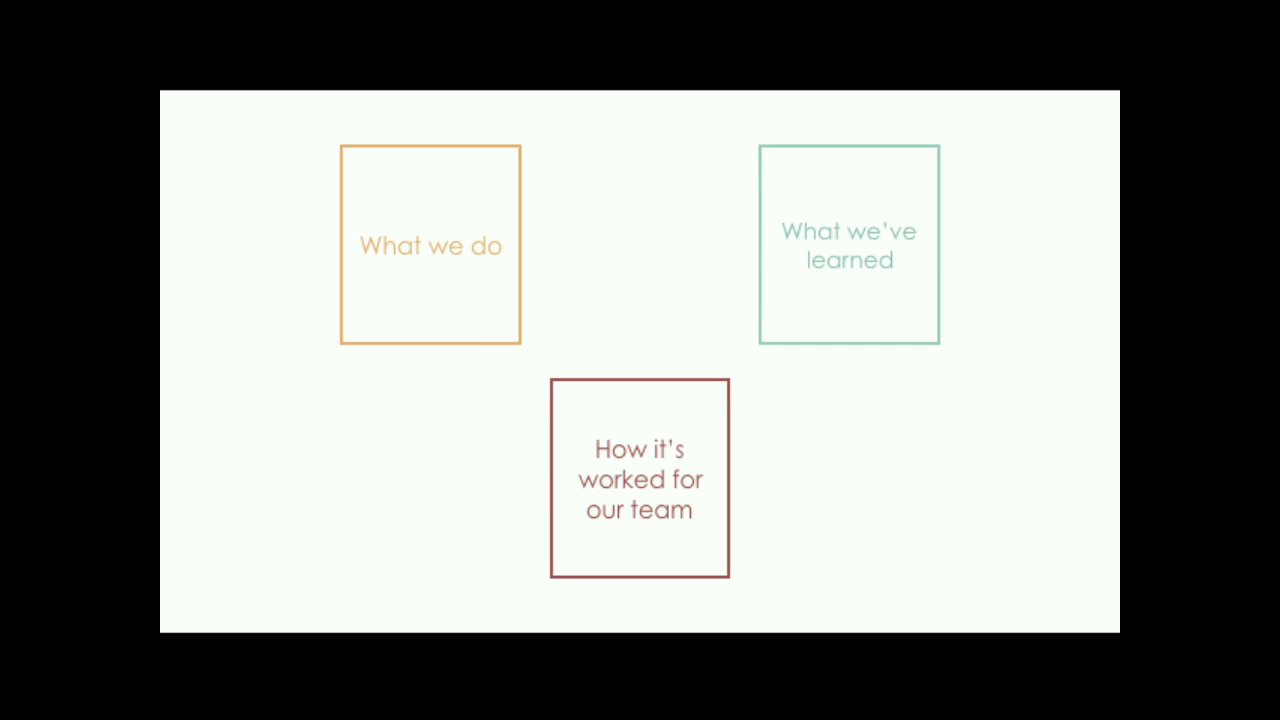 What we do
What we’ve
learned
How it’s
worked for
our team